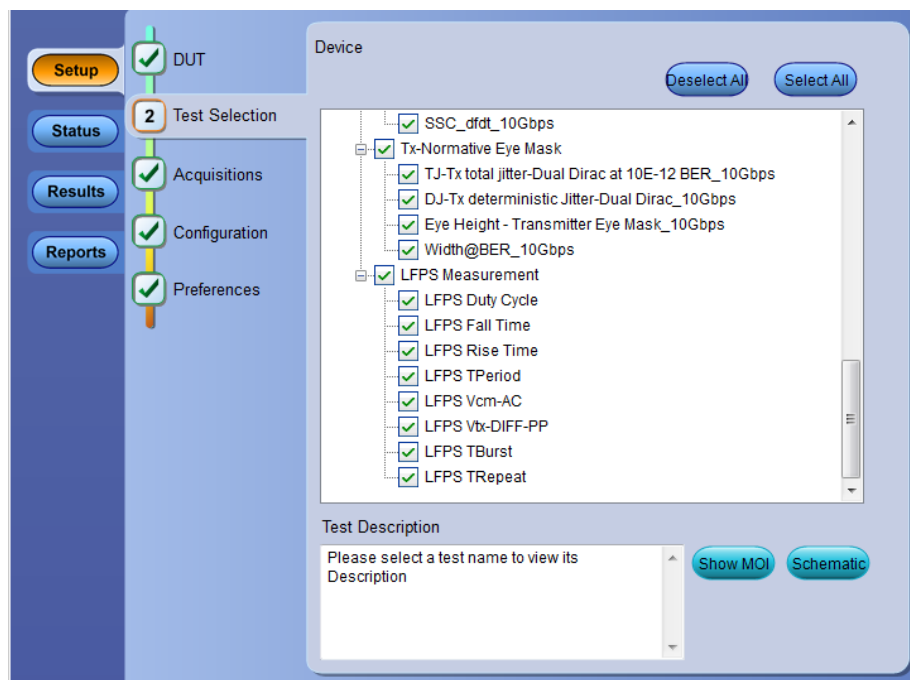 Setup
Status
Results
Reports
DUT
2 Test Selection
Acquisitions
Configuration
Preferences
Device
Deselect All
Select All
SSC_dfdt_10Gbps
Tx-Normative Eye Mask
TJ-Tx total jitter-Dual Dirac at 10E-12 BER_10Gbps
DJ-Tx deterministic Jitter-Dual Dirac_10Gbps
Eye Height - Transmitter Eye Mask_10Gbps
Width@BER_10Gbps
LFPS Measurement
LFPS Duty Cycle
LFPS Fall Time
LFPS Rise Time
LFPS TPeriod
LFPS Vcm-AC
LFPS Vtx-DIFF-PP
LFPS TBurst
LFPS TRepeat
Test Description
Please select a test name to view its
Description
Show MOI
Schematic